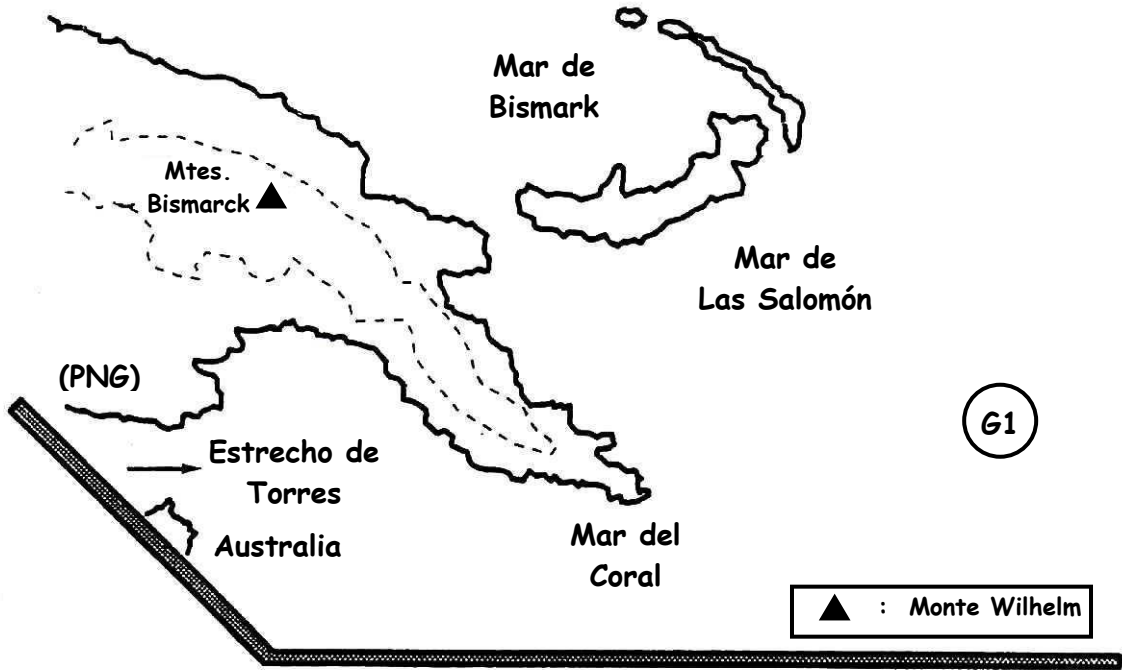 Mar de
Bismark
Mtes.
Bismarck
Mar de
Las Salomón
(PNG)
G1
Estrecho de
Torres
Australia
Mar del
Coral
: Monte Wilhelm